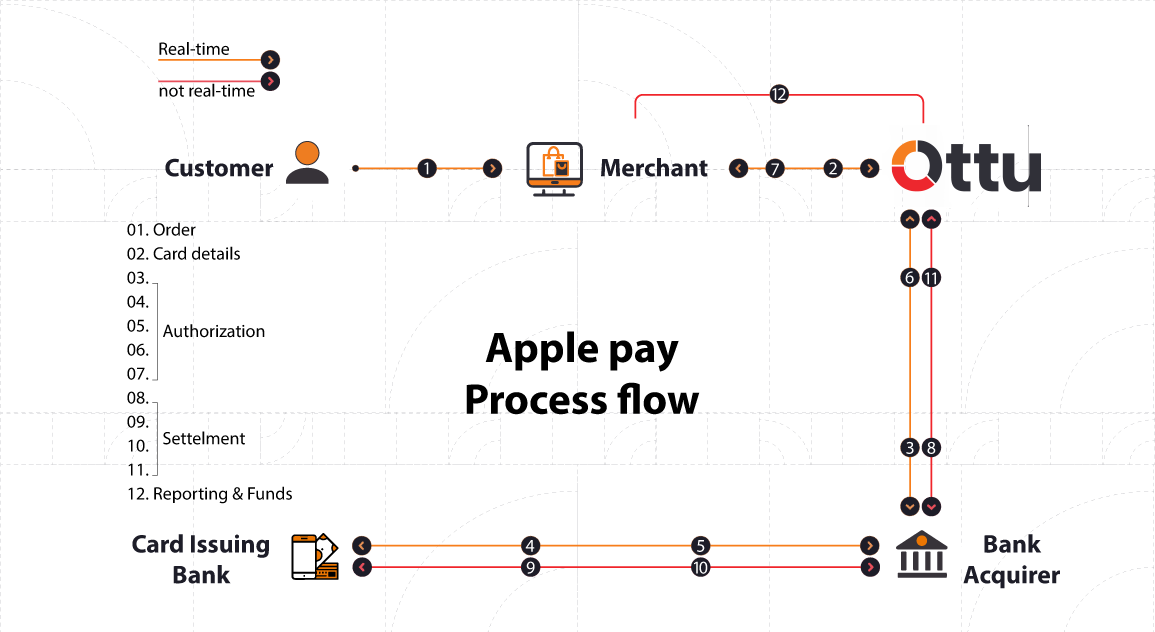 Real-time
not real-time
12
Customer
1
Merchant
7
2
Ottu
01. Order
02. Card details
03.
04.
05.
06.
07.
Authorization
08.
09.
10.
11.
Settelment
12. Reporting & Funds
Apple pay
Process flow
6
11
3
8
Card Issuing
Bank
4
5
9
10
Bank
Acquirer